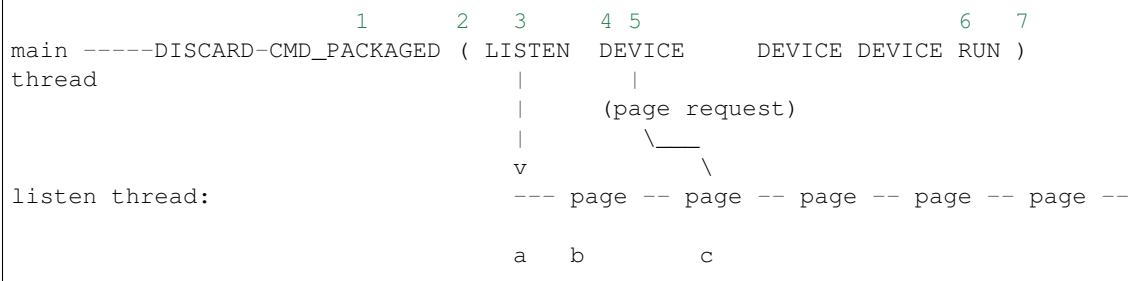 1 2 3 4 5 6 7
main -----DISCARD-CMD_PACKAGED ( LISTEN DEVICE DEVICE DEVICE RUN )
thread | |
| (page request)
| \___
v \
listen thread: --- page -- page -- page -- page -- page --
a b c